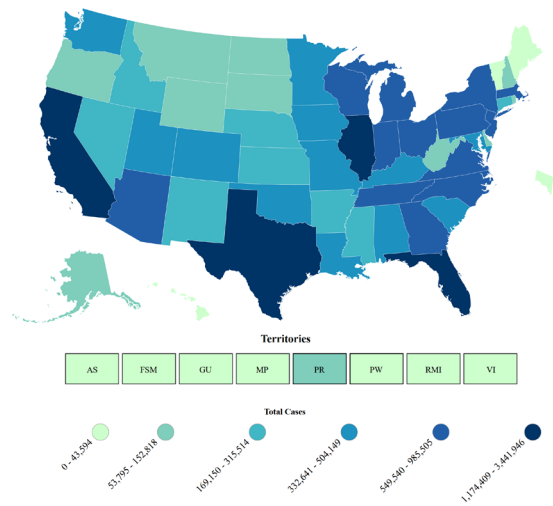 Territories
AS FSM GU MP PR PW RMI VI
Total Cases
0 - 43,594
53,795 - 152,818
169,150 - 315,514
332,641 - 504,149
549,540 - 985,505
1,174,409 - 3,441,946